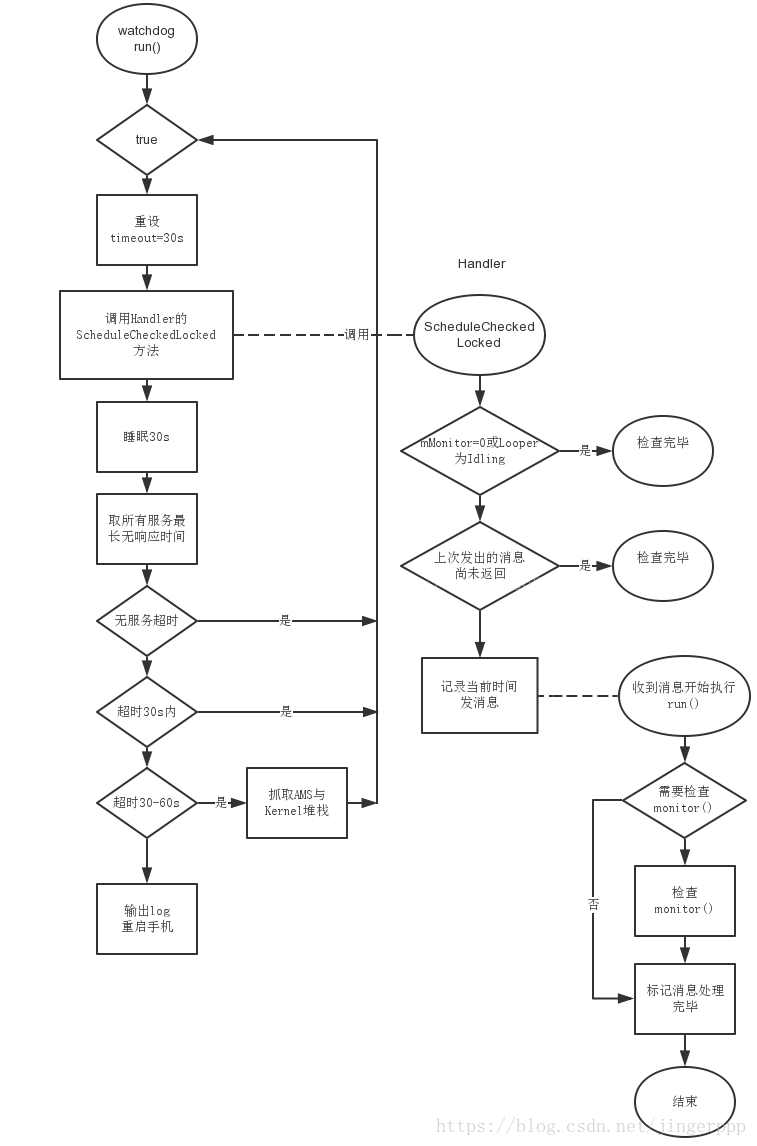 watchdog
run()
true
重设
timeout=30s
调用Handler的
ScheduleCheckedLocked
方法
调用
睡眠30s
取所有服务最
长无响应时间
无服务超时
是
超时30s内
是
超时30-60s
是
抓取AMS与
Kernel堆栈
输出log
重启手机
Handler
ScheduleChecked
Locked
mMonitor=0或Looper
为Idling
是
检查完毕
上次发出的消息
尚未返回
是
检查完毕
记录当前时间
发消息
收到消息开始执行
run()
需要检查
monitor()
否
检查
monitor()
标记消息处理
完毕
结束
https://blog.csdn.net/jingerppp